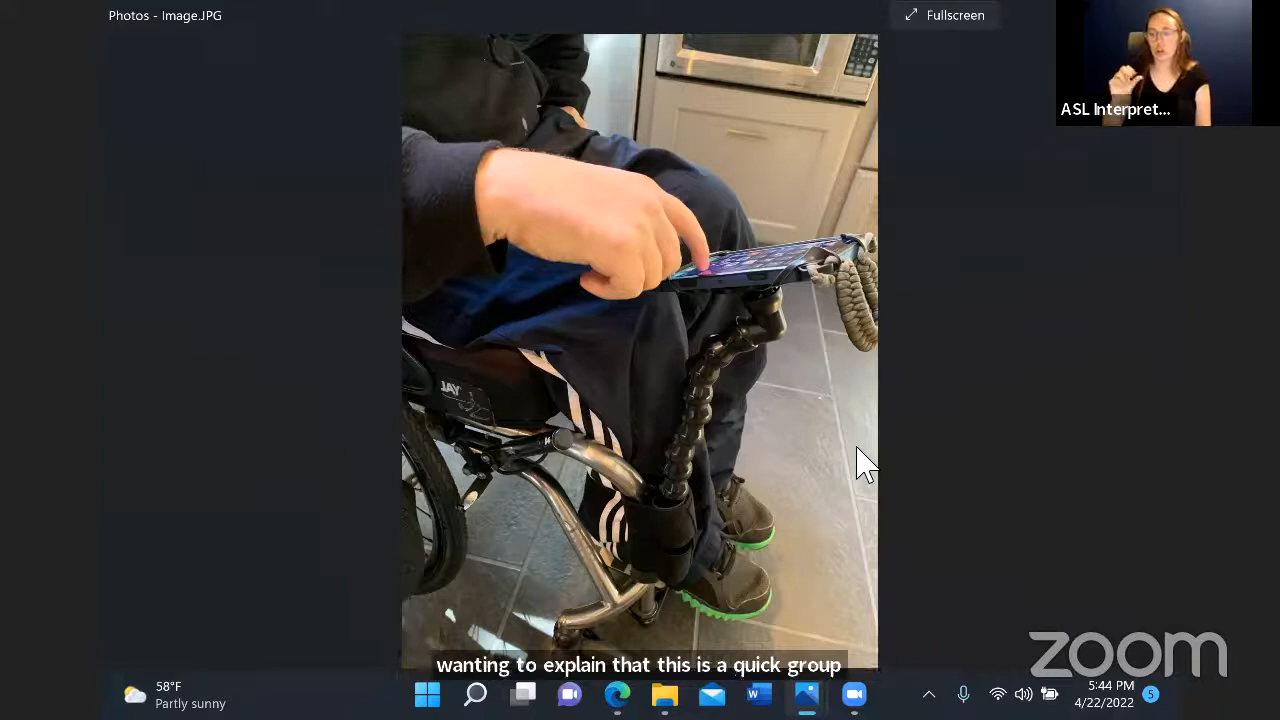 Photos - Image.JPG
Fullscreen
ASL Interpret...
JAY
wanting to explain that this is a quick group
zoom
58°F
Partly sunny
W
5:44 PM
4/22/2022
5